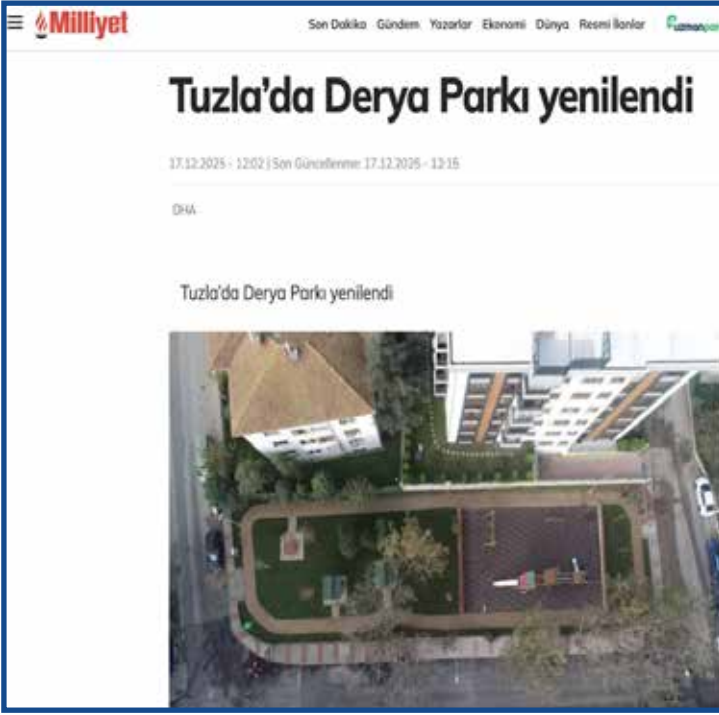 Milliyet
Son Dakika Gündem Yazarlar Ekonomi Dünya Resmi İlanlar uzmanpara
Tuzla'da Derya Parkı yenilendi
17.12.2025 - 12:02 | Son Güncellenme: 17.12.2025 - 12:15
DHA
Tuzla'da Derya Parkı yenilendi